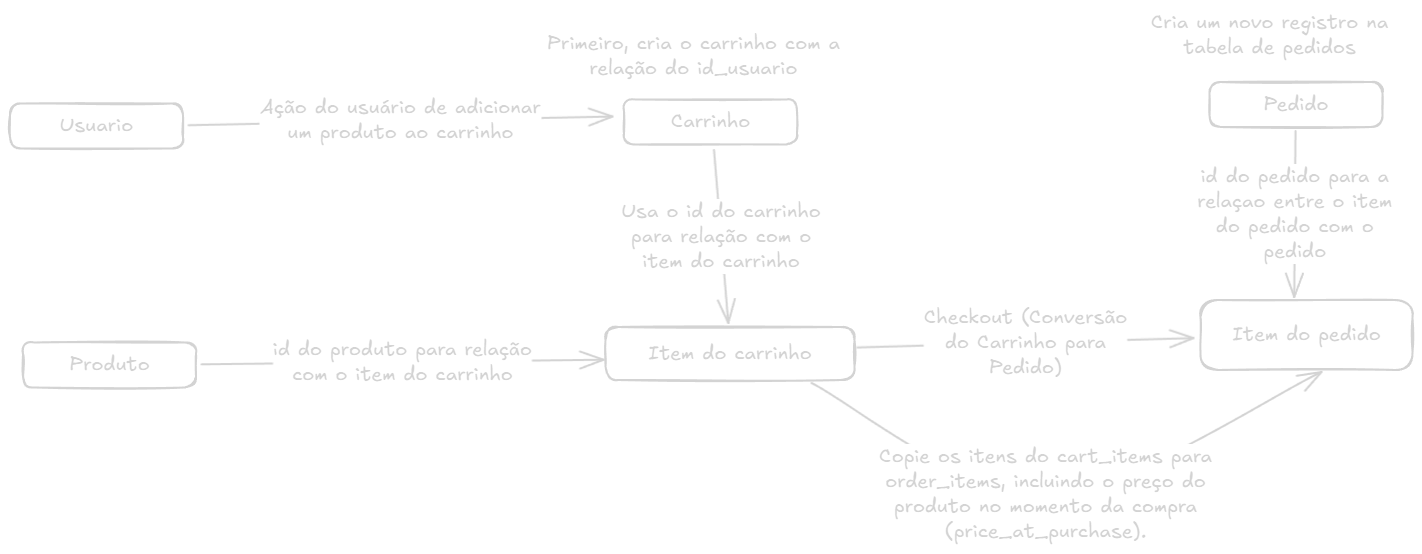 Cria um novo registro na
tabela de pedidos
Primeiro, cria o carrinho com a
relação do id_usuario
Usuario
Ação do usuário de adicionar
um produto ao carrinho
Carrinho
Pedido
Usa o id do carrinho
para relação com o
item do carrinho
id do pedido para a
relaçao entre o item
do pedido com o
pedido
Produto
id do produto para relação
com o item do carrinho
Item do carrinho
Checkout (Conversão
do Carrinho para
Pedido)
Item do pedido
Copie os itens do cart_items para
order_items, incluindo o preço do
produto no momento da compra
(price_at_purchase).